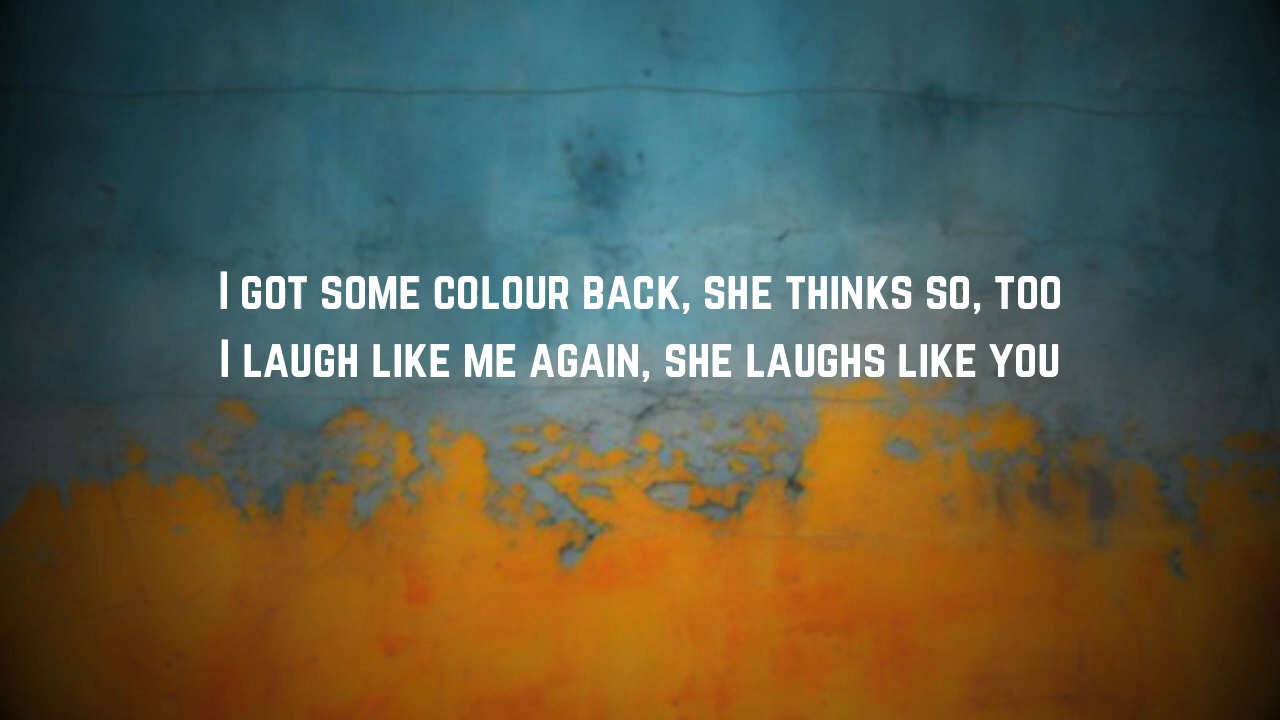 I GOT SOME COLOUR BACK, SHE THINKS SO, TOO
I LAUGH LIKE ME AGAIN, SHE LAUGHS LIKE YOU